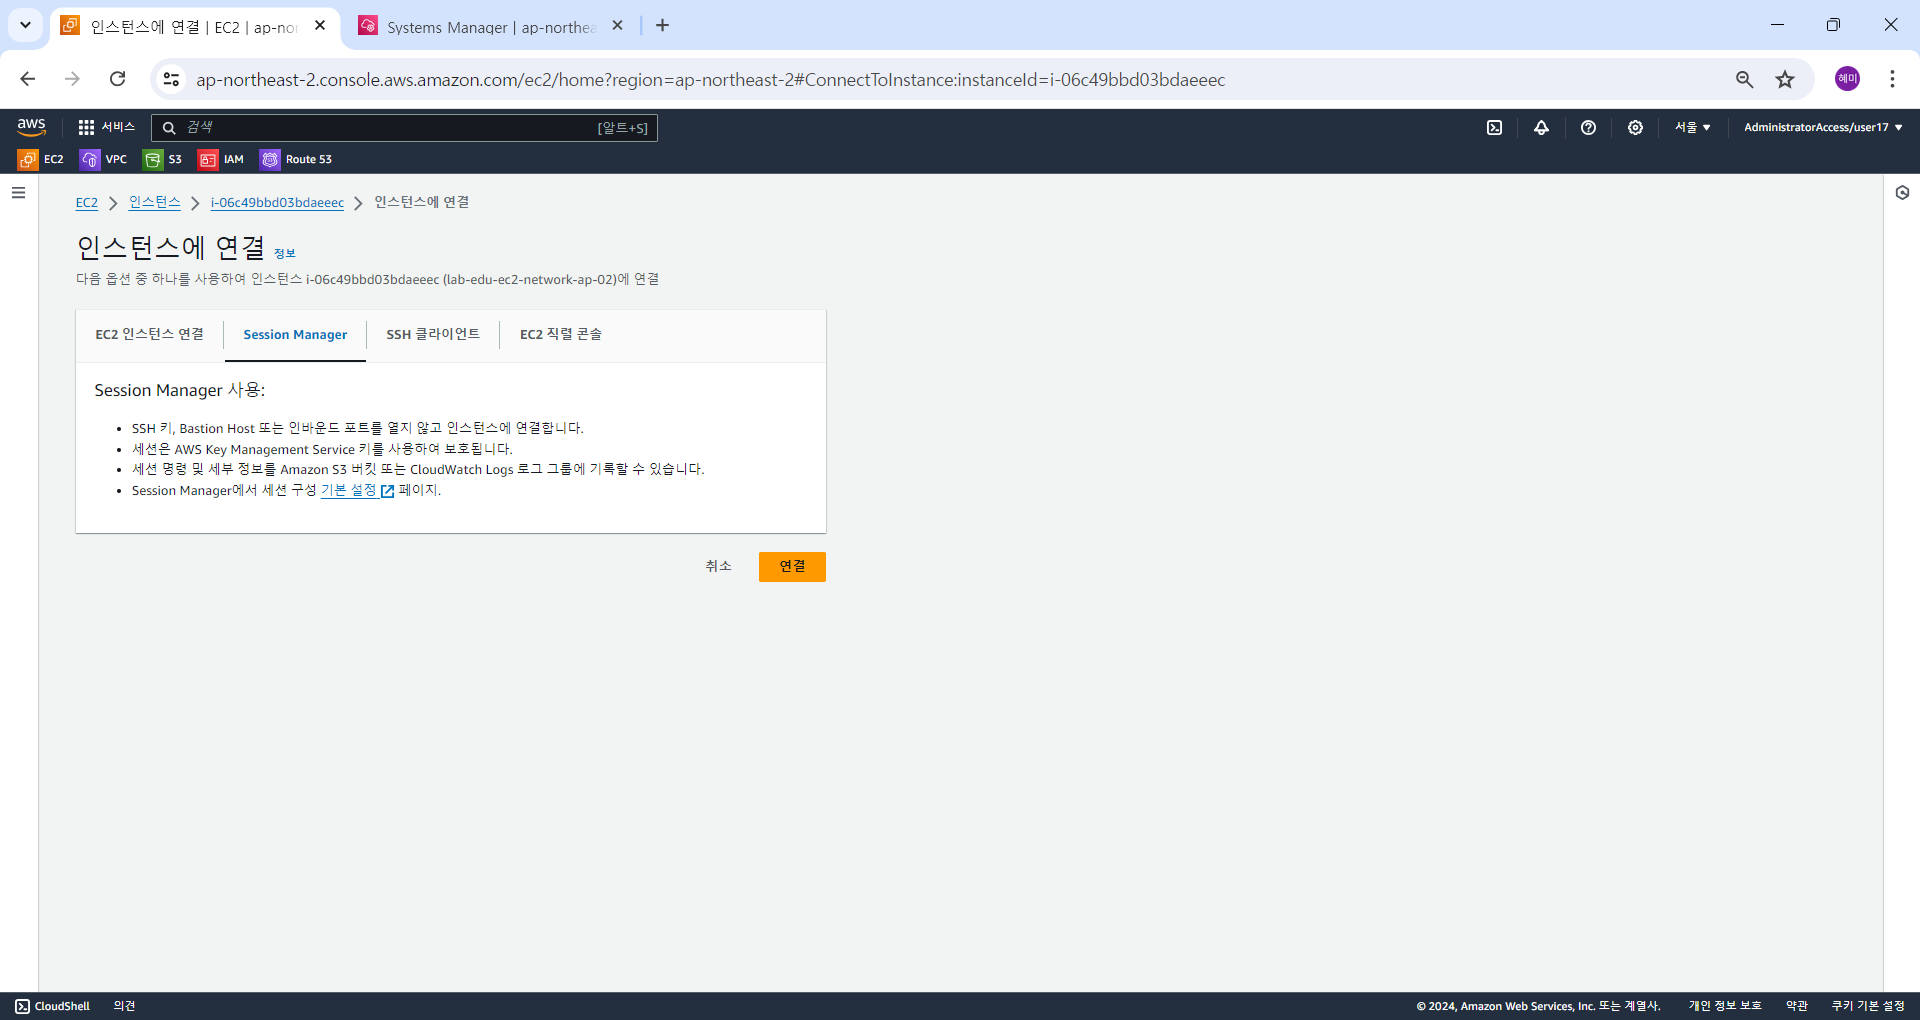 인스턴스에 연결 | EC2 | ap-nor
Systems Manager | ap-northea
ap-northeast-2.console.aws.amazon.com/ec2/home?region=ap-northeast-2#ConnectToInstance:instanceId=i-06c49bbd03bdaeeec
혜미
aws 서비스 검색 [알트+S] 서울 AdministratorAccess/user17
EC2 VPC S3 IAM Route 53
EC2 인스턴스 i-06c49bbd03bdaeeec 인스턴스에 연결
인스턴스에 연결 정보
다음 옵션 중 하나를 사용하여 인스턴스 i-06c49bbd03bdaeeec (lab-edu-ec2-network-ap-02)에 연결
EC2 인스턴스 연결 Session Manager SSH 클라이언트 EC2 직렬 콘솔
Session Manager 사용:
SSH 키, Bastion Host 또는 인바운드 포트를 열지 않고 인스턴스에 연결합니다.
세션은 AWS Key Management Service 키를 사용하여 보호됩니다.
세션 명령 및 세부 정보를 Amazon S3 버킷 또는 CloudWatch Logs 로그 그룹에 기록할 수 있습니다.
Session Manager에서 세션 구성 기본 설정 페이지.
취소 연결
CloudShell 의견 © 2024, Amazon Web Services, Inc. 또는 계열사. 개인 정보 보호 약관 쿠키 기본 설정